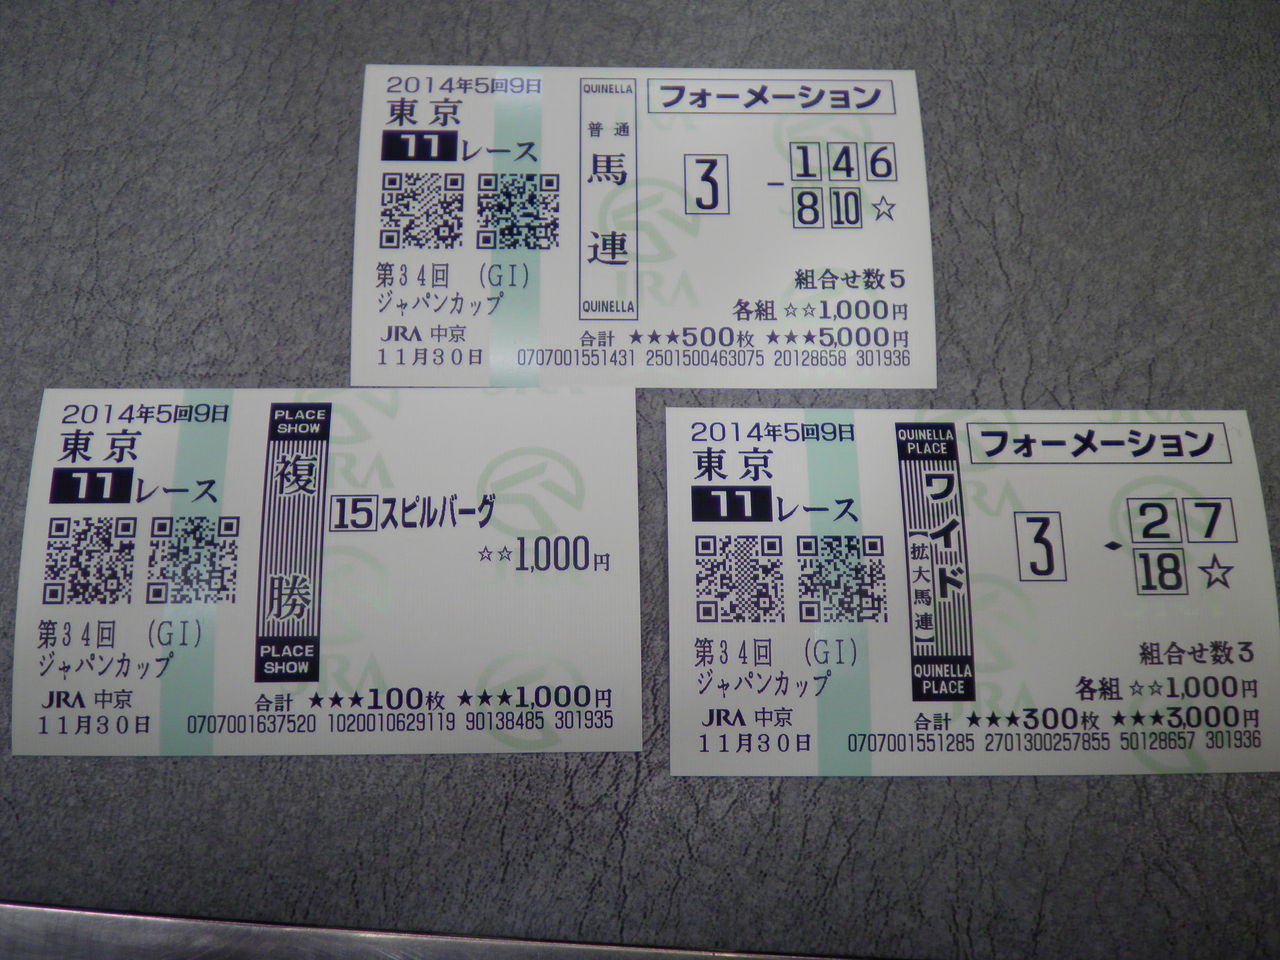 2014年5回9日
東京
11レース
第34回 (GI)
ジャパンカップ
JRA 中京
11月30日
QUINELLA
普通
馬連
QUINELLA
フォーメーション
3 - 1 4 6
8 10 ☆
組合せ数5
各組 ☆☆1,000円
合計 ★★★500枚 ★★★5,000円
0707001551431 2501500463075 20128658 301936
2014年5回9日
東京
11レース
第34回 (GI)
ジャパンカップ
JRA 中京
11月30日
PLACE
SHOW
複勝
PLACE
SHOW
15スピルバーグ
☆☆1,000円
合計 ★★★100枚 ★★★1,000円
0707001637520 1020010629119 90138485 301935
2014年5回9日
東京
11レース
第34回 (GI)
ジャパンカップ
JRA 中京
11月30日
QUINELLA
PLACE
ワイド
【拡大馬連】
QUINELLA
PLACE
フォーメーション
3 ◆ 2 7
18 ☆
組合せ数3
各組 ☆☆1,000円
合計 ★★★300枚 ★★★3,000円
0707001551285 2701300257855 50128657 301936